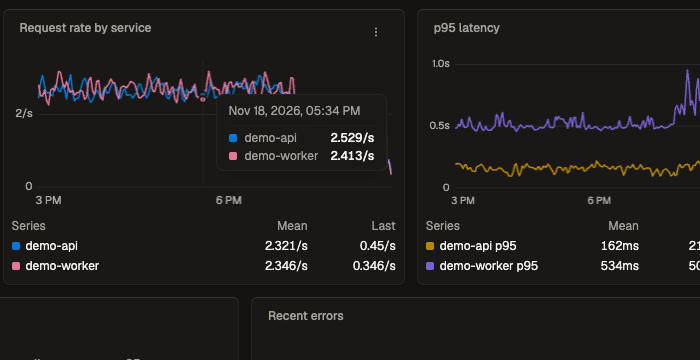 Request rate by service
2/s
0
3 PM
6 PM
Nov 18, 2026, 05:34 PM
demo-api 2.529/s
demo-worker 2.413/s
Series Mean Last
demo-api 2.321/s 0.45/s
demo-worker 2.346/s 0.346/s
p95 latency
1.0s
0.5s
0
3 PM
6 PM
Series Mean
demo-api p95 162ms 21
demo-worker p95 534ms 50
Recent errors